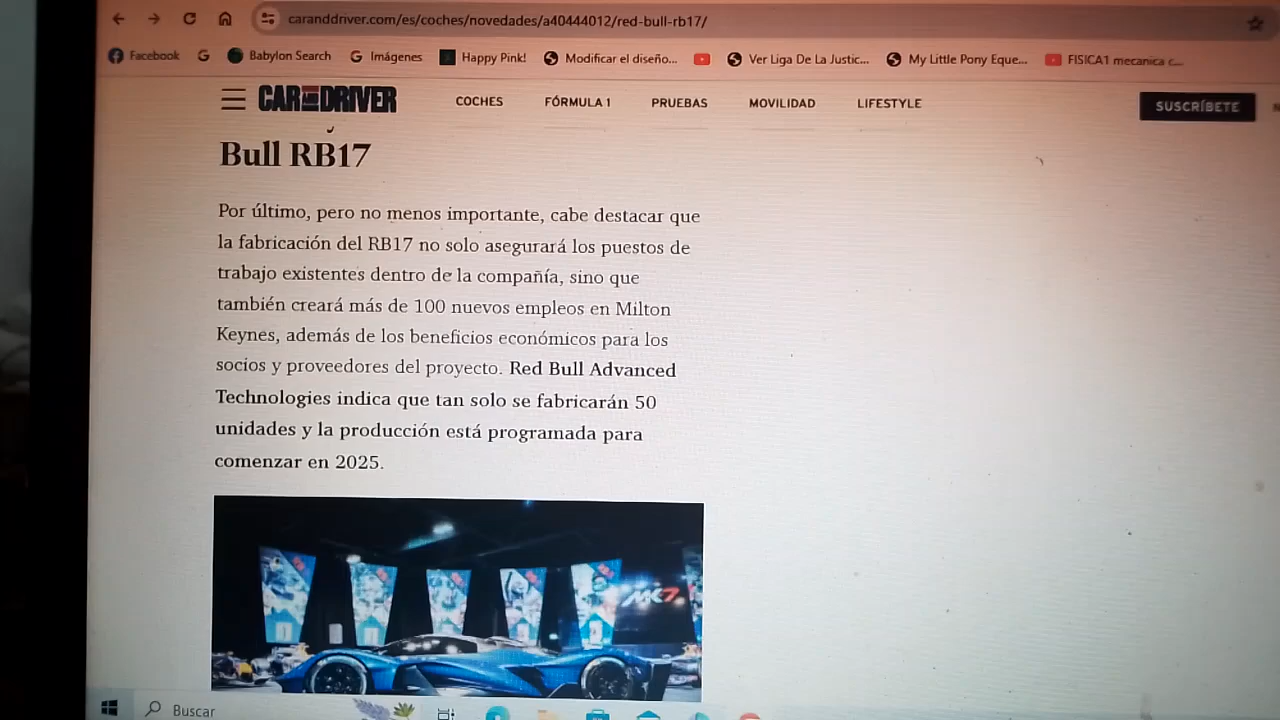 caranddriver.com/es/coches/novedades/a40444012/red-bull-rb17/
Facebook Babylon Search Imágenes Happy Pink! Modificar el diseño... Ver Liga De La Justic... My Little Pony Eque... FISICA1 mecanica c...
CAR AND DRIVER COCHES FÓRMULA 1 PRUEBAS MOVILIDAD LIFESTYLE SUSCRÍBETE
Bull RB17
Por último, pero no menos importante, cabe destacar que
la fabricación del RB17 no solo asegurará los puestos de
trabajo existentes dentro de la compañía, sino que
también creará más de 100 nuevos empleos en Milton
Keynes, además de los beneficios económicos para los
socios y proveedores del proyecto. Red Bull Advanced
Technologies indica que tan solo se fabricarán 50
unidades y la producción está programada para
comenzar en 2025.
MK7
Buscar